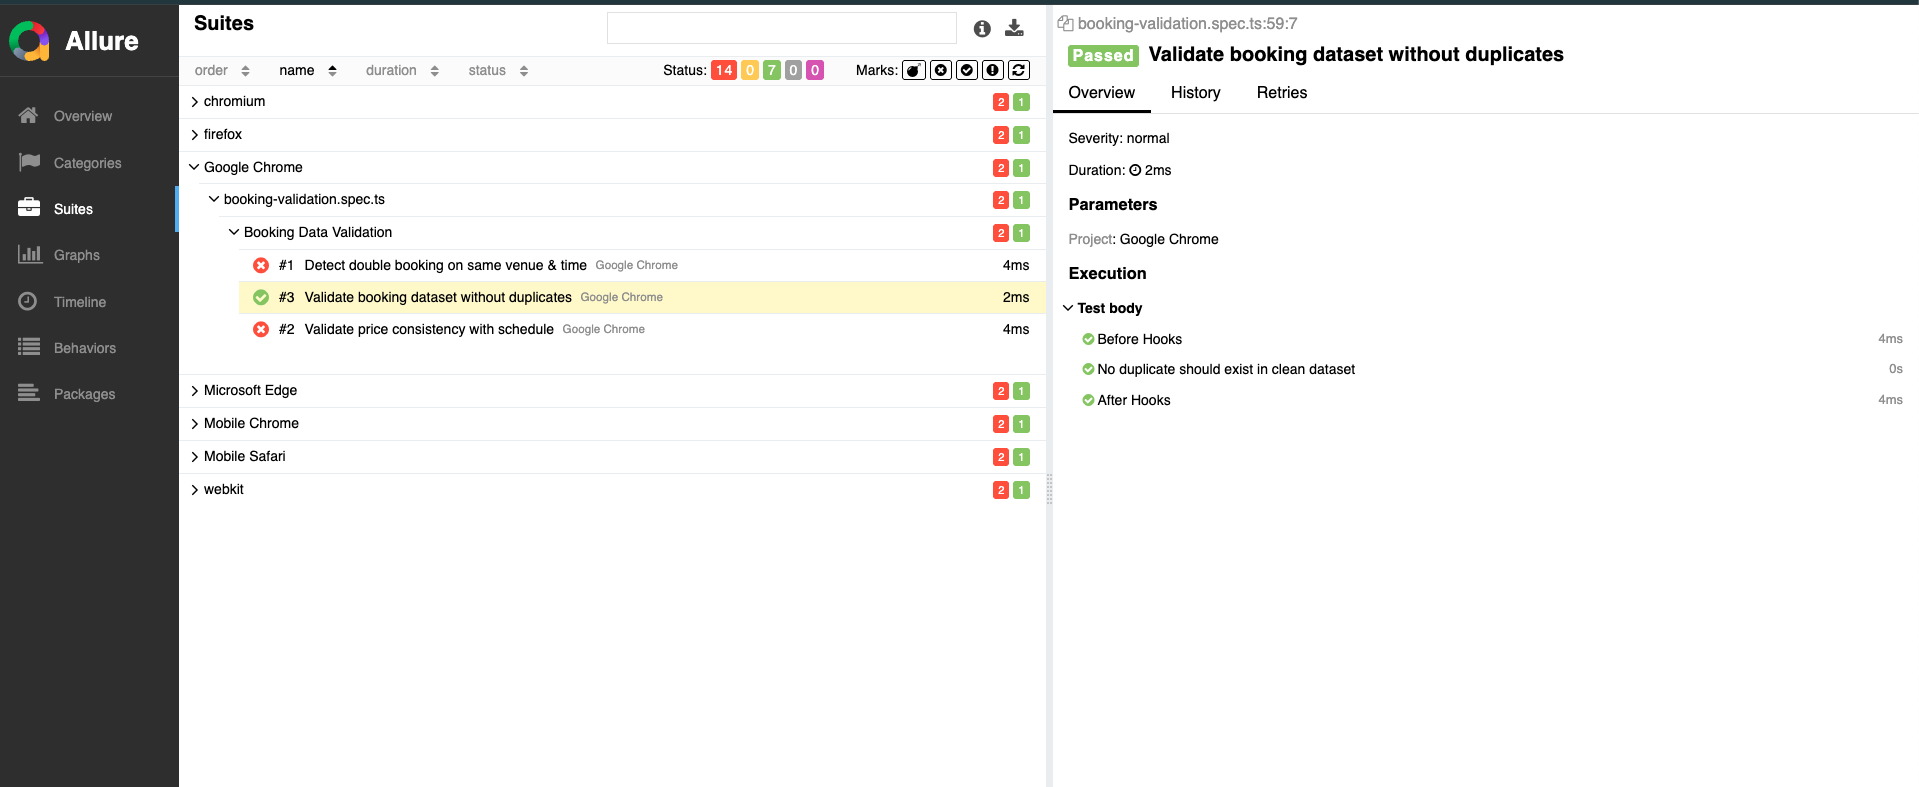 Allure
Overview
Categories
Suites
Graphs
Timeline
Behaviors
Packages
Suites
order name duration status Status: 14 0 7 0 0 Marks:
chromium 2 1
firefox 2 1
Google Chrome 2 1
booking-validation.spec.ts 2 1
Booking Data Validation 2 1
#1 Detect double booking on same venue & time Google Chrome 4ms
#3 Validate booking dataset without duplicates Google Chrome 2ms
#2 Validate price consistency with schedule Google Chrome 4ms
Microsoft Edge 2 1
Mobile Chrome 2 1
Mobile Safari 2 1
webkit 2 1
booking-validation.spec.ts:59:7
Passed Validate booking dataset without duplicates
Overview History Retries
Severity: normal
Duration: 2ms
Parameters
Project: Google Chrome
Execution
Test body
Before Hooks 4ms
No duplicate should exist in clean dataset 0s
After Hooks 4ms